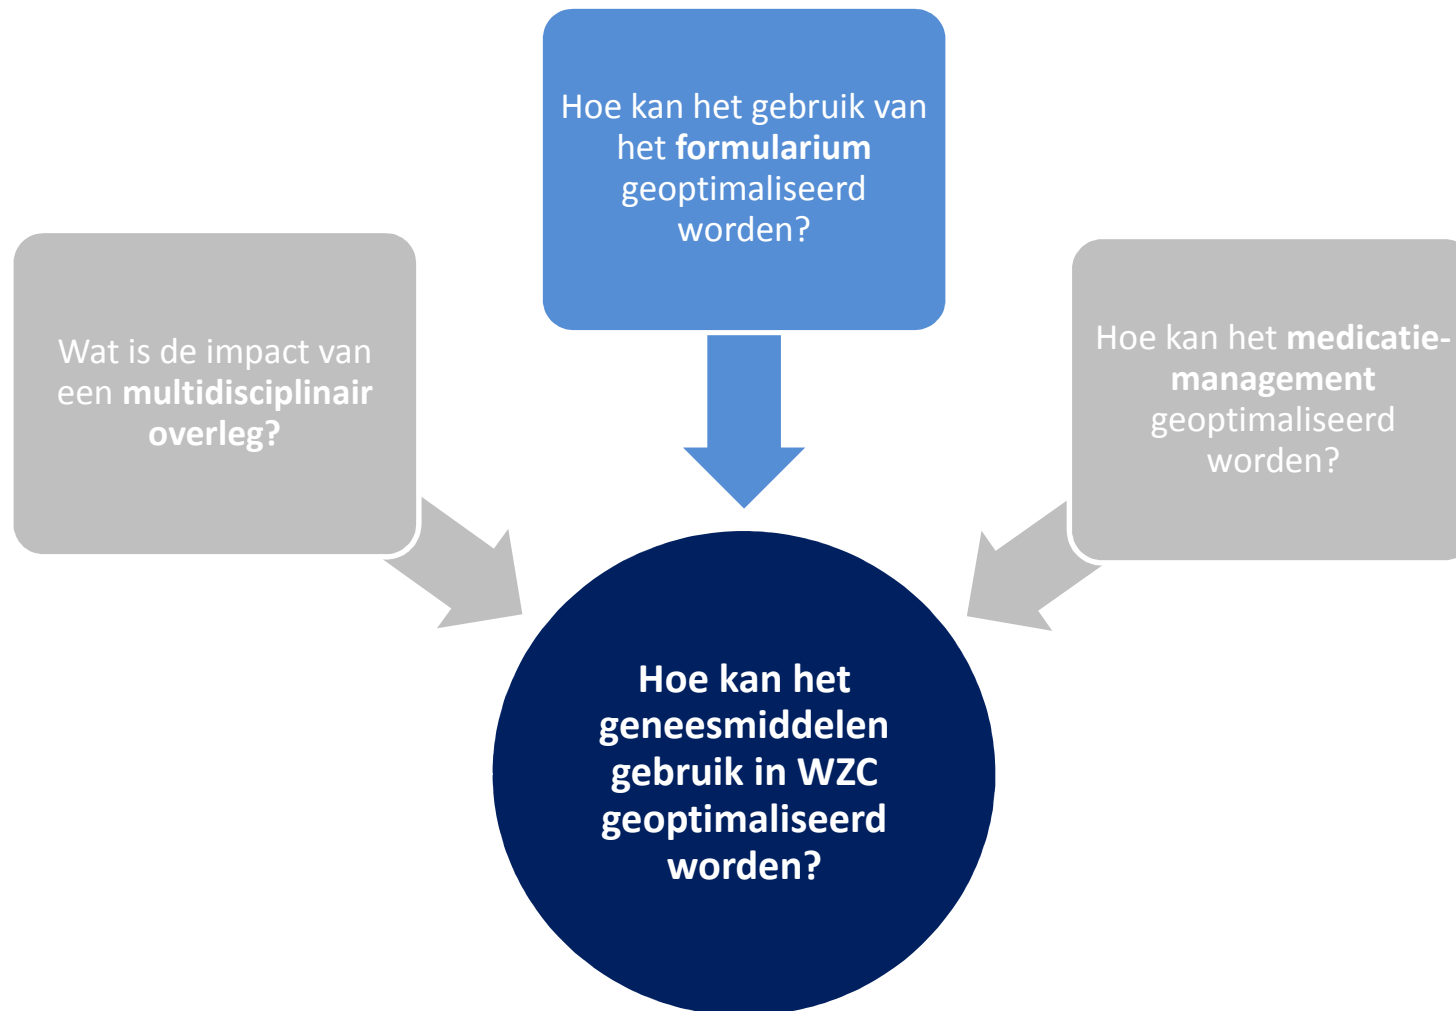 Hoe kan het gebruik van
het formularium
geoptimaliseerd
worden?
Wat is de impact van
een multidisciplinair
overleg?
Hoe kan het medicatie-
management
geoptimaliseerd
worden?
Hoe kan het
geneesmiddelen
gebruik in WZC
geoptimaliseerd
worden?